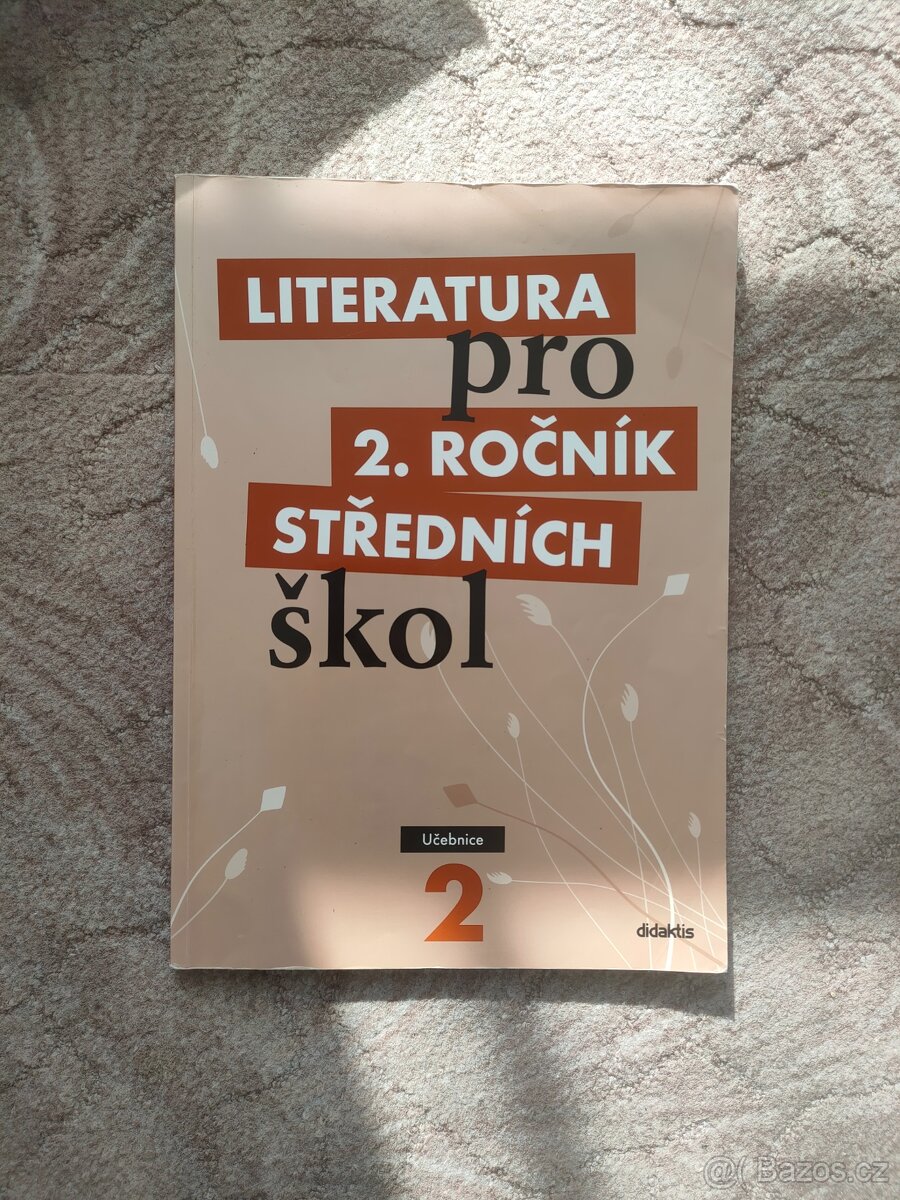 LITERATURA
pro
2. ROČNÍK
STŘEDNÍCH
škol
Učebnice
2
didaktis
@( Bazos.cz